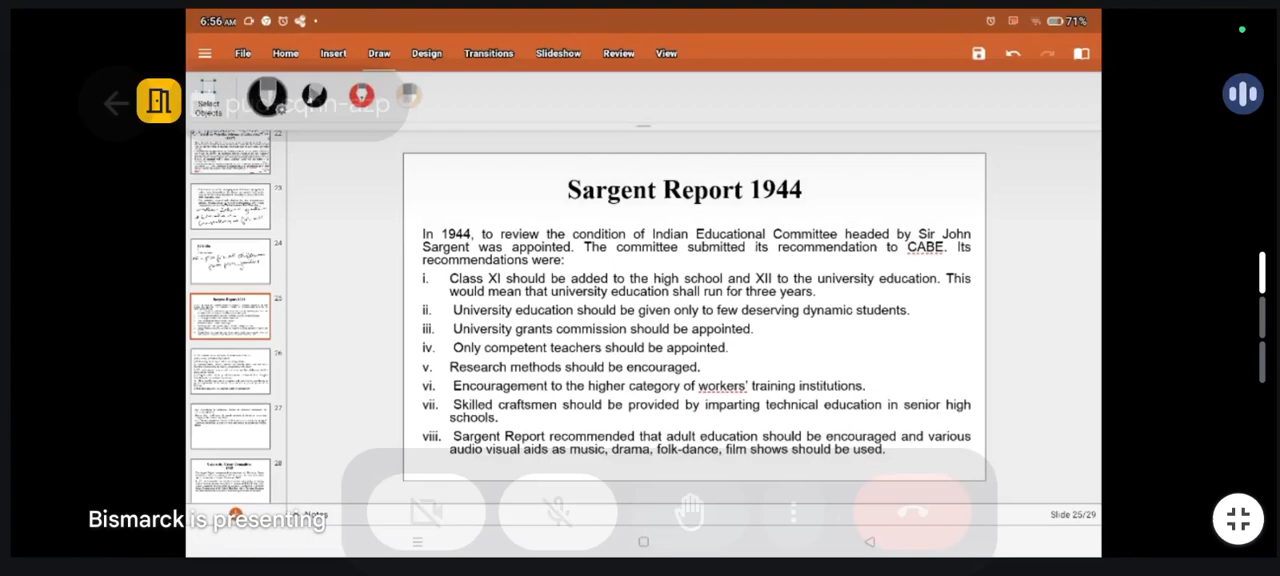 6:56 AM
71%
File Home Insert Draw Design Transitions Slideshow Review View
Select
Objects
Sargent Report 1944
In 1944, to review the condition of Indian Educational Committee headed by Sir John
Sargent was appointed. The committee submitted its recommendation to CABE. Its
recommendations were:
i. Class XI should be added to the high school and XII to the university education. This
would mean that university education shall run for three years.
ii. University education should be given only to few deserving dynamic students.
iii. University grants commission should be appointed.
iv. Only competent teachers should be appointed.
v. Research methods should be encouraged.
vi. Encouragement to the higher category of workers' training institutions.
vii. Skilled craftsmen should be provided by imparting technical education in senior high
schools.
viii. Sargent Report recommended that adult education should be encouraged and various
audio visual aids as music, drama, folk-dance, film shows should be used.
22
23
24
25
26
27
28
Bismarck is presenting
Notes
Slide 25/29